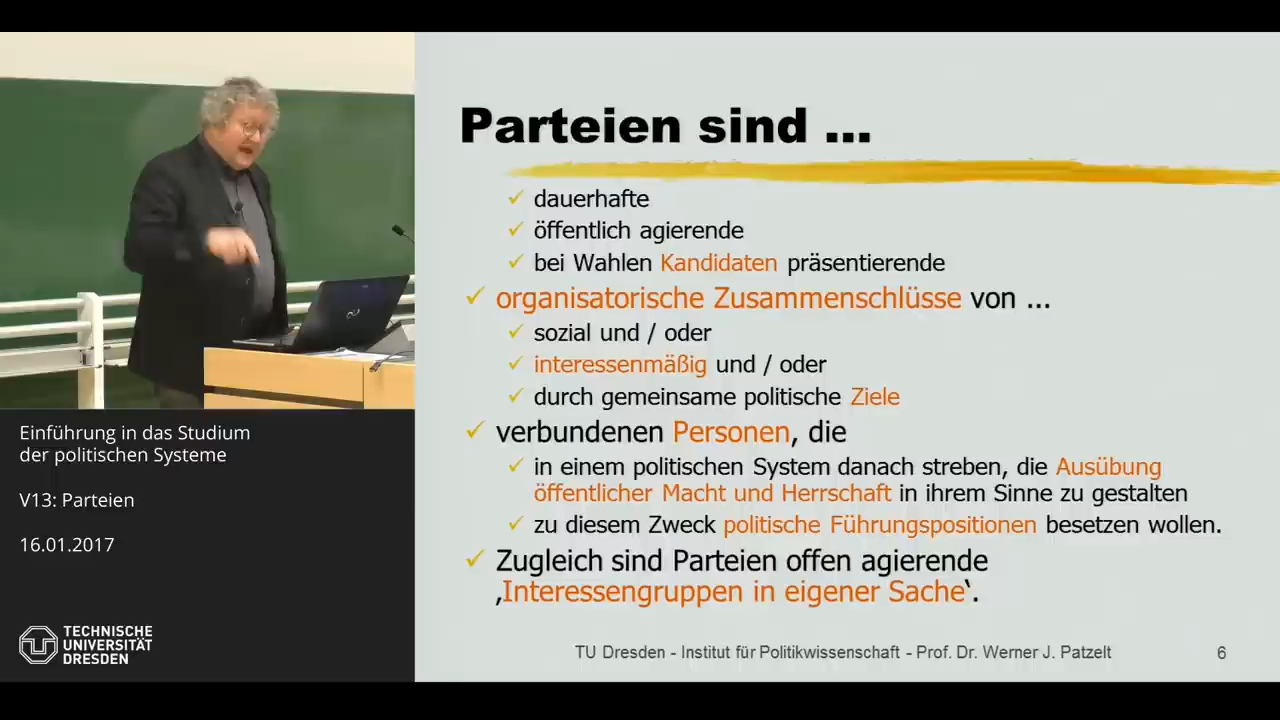 Parteien sind ...
dauerhafte
öffentlich agierende
bei Wahlen Kandidaten präsentierende
organisatorische Zusammenschlüsse von ...
sozial und / oder
interessenmäßig und / oder
durch gemeinsame politische Ziele
verbundenen Personen, die
in einem politischen System danach streben, die Ausübung
öffentlicher Macht und Herrschaft in ihrem Sinne zu gestalten
zu diesem Zweck politische Führungspositionen besetzen wollen.
Zugleich sind Parteien offen agierende
‚Interessengruppen in eigener Sache‛.
TU Dresden - Institut für Politikwissenschaft - Prof. Dr. Werner J. Patzelt
6
Einführung in das Studium
der politischen Systeme
V13: Parteien
16.01.2017
TECHNISCHE
UNIVERSITÄT
DRESDEN